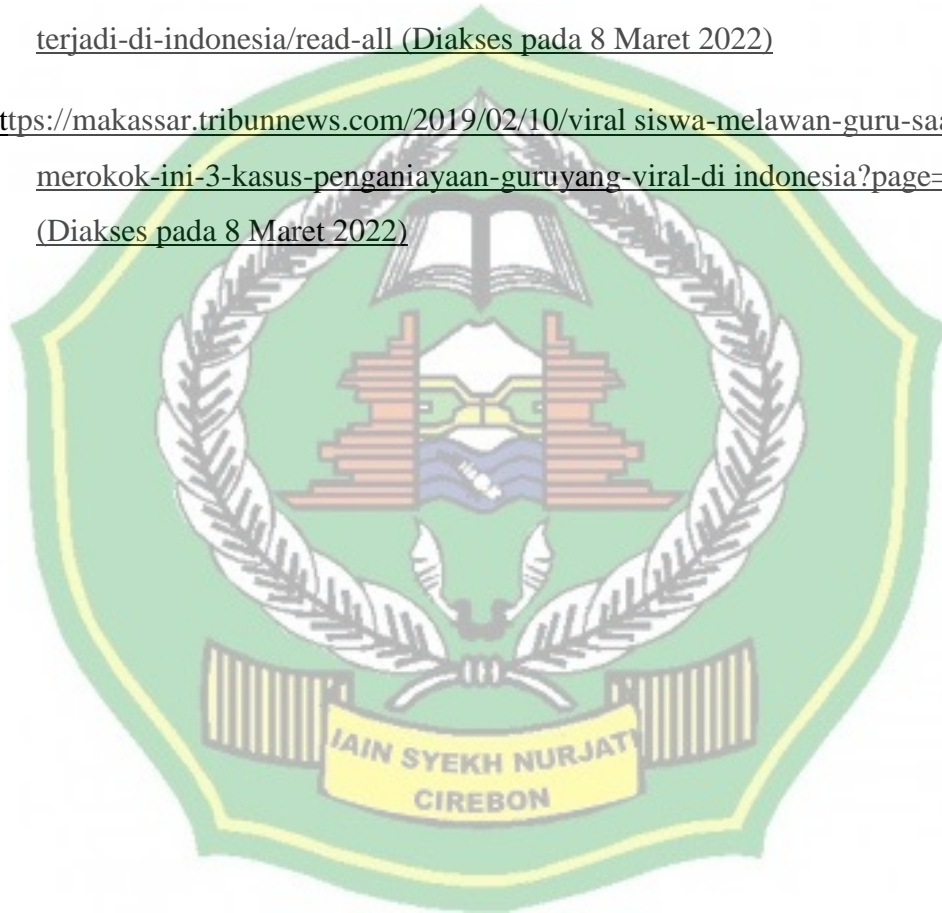 terjadi-di-indonesia/read-all (Diakses pada 8 Maret 2022)
ttps://makassar.tribunnews.com/2019/02/10/viral siswa-melawan-guru-saa
merokok-ini-3-kasus-penganiayaan-guruyang-viral-di indonesia?page=
(Diakses pada 8 Maret 2022)
IAIN SYEKH NURJATI
CIREBON